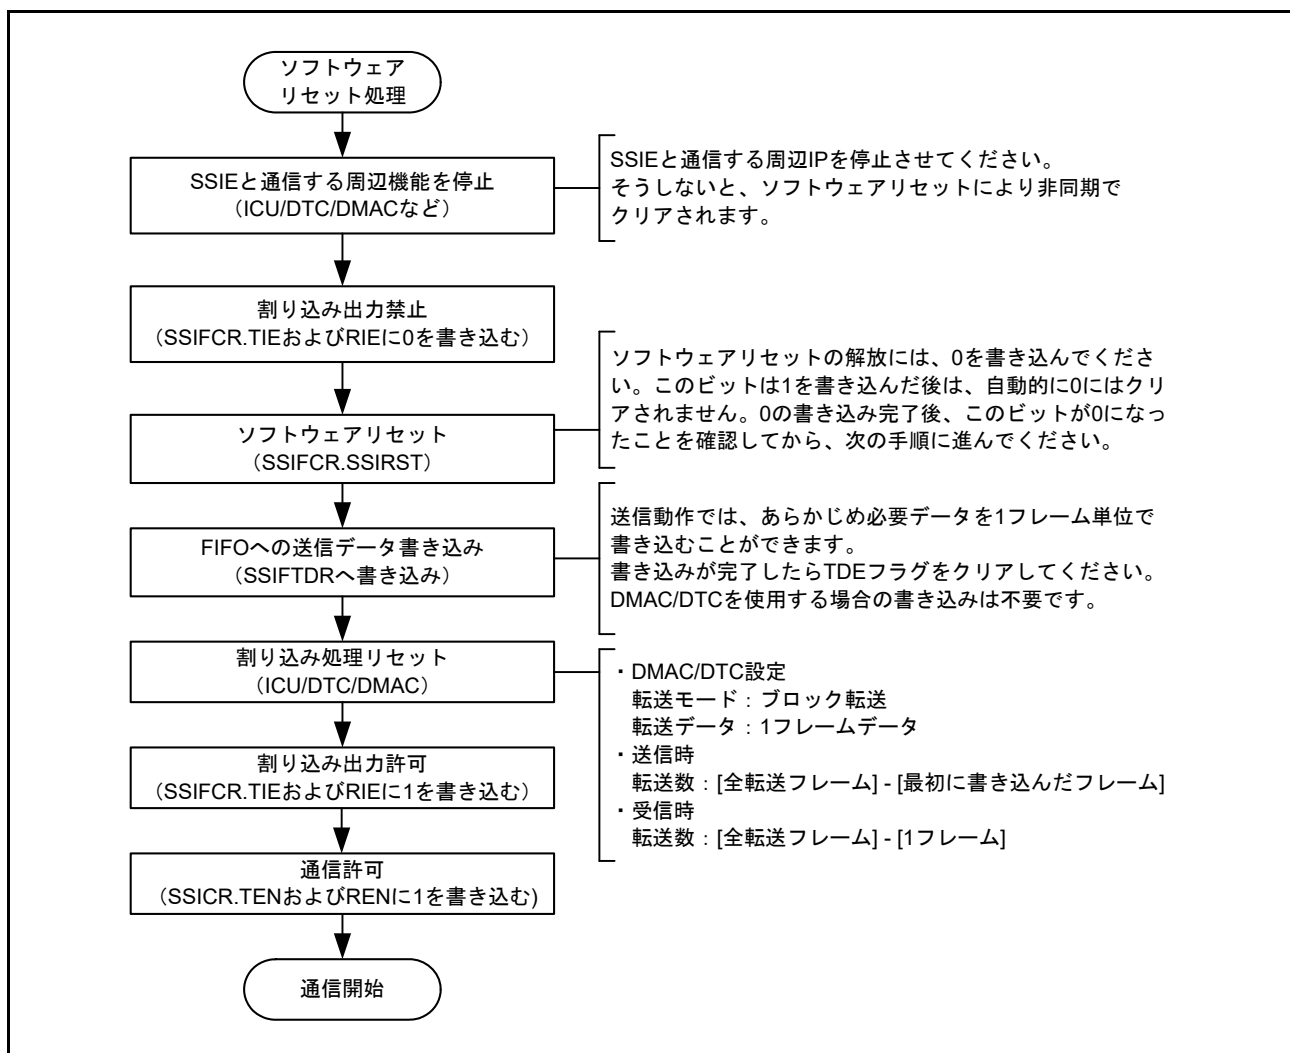 ソフトウェア
リセット処理
SSIEと通信する周辺機能を停止
（ICU/DTC/DMACなど）
SSIEと通信する周辺IPを停止させてください。
そうしないと、ソフトウェアリセットにより非同期で
クリアされます。
割り込み出力禁止
（SSIFCR.TIEおよびRIEに0を書き込む）
ソフトウェアリセット
（SSIFCR.SSIRST）
ソフトウェアリセットの解放には、0を書き込んでくださ
い。このビットは1を書き込んだ後は、自動的に0にはクリ
アされません。0の書き込み完了後、このビットが0になっ
たことを確認してから、次の手順に進んでください。
FIFOへの送信データ書き込み
（SSIFTDRへ書き込み）
送信動作では、あらかじめ必要データを1フレーム単位で
書き込むことができます。
書き込みが完了したらTDEフラグをクリアしてください。
DMAC/DTCを使用する場合の書き込みは不要です。
割り込み処理リセット
（ICU/DTC/DMAC）
・DMAC/DTC設定
転送モード：ブロック転送
転送データ：1フレームデータ
・送信時
転送数：[全転送フレーム] - [最初に書き込んだフレーム]
・受信時
転送数：[全転送フレーム] - [1フレーム]
割り込み出力許可
（SSIFCR.TIEおよびRIEに1を書き込む）
通信許可
（SSICR.TENおよびRENに1を書き込む)
通信開始